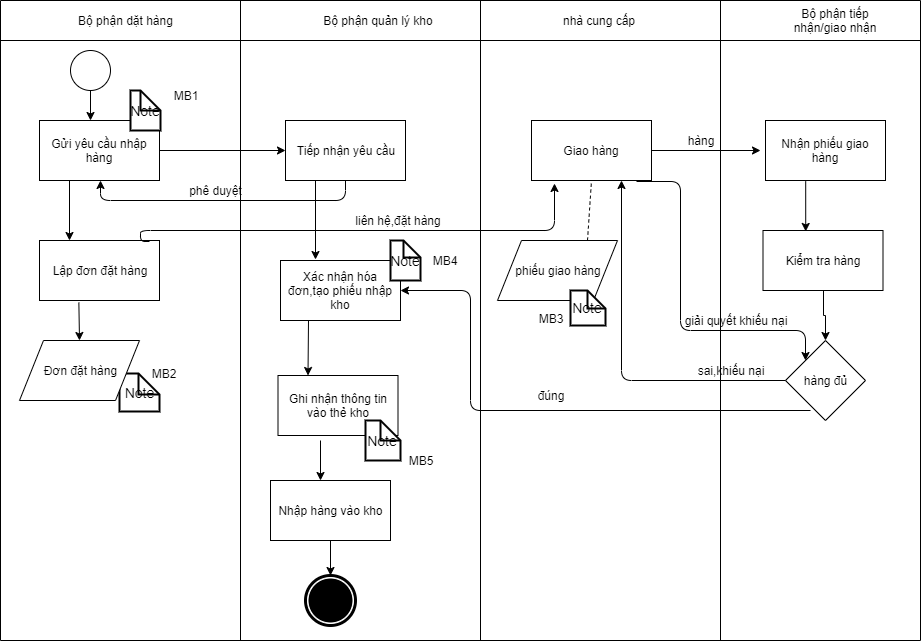 Bộ phận đặt hàng
Bộ phận quản lý kho
nhà cung cấp
Bộ phận tiếp
nhận/giao nhận
Note
MB1
Gửi yêu cầu nhập
hàng
Tiếp nhận yêu cầu
Giao hàng
hàng
Nhận phiếu giao
hàng
phê duyệt
liên hệ,đặt hàng
Lập đơn đặt hàng
Note
MB4
Xác nhận hóa
đơn,tạo phiếu nhập
kho
phiếu giao hàng
Note
MB3
Kiểm tra hàng
giải quyết khiếu nại
Đơn đặt hàng
MB2
Note
sai,khiếu nại
hàng đủ
đúng
Ghi nhận thông tin
vào thẻ kho
Note
MB5
Nhập hàng vào kho